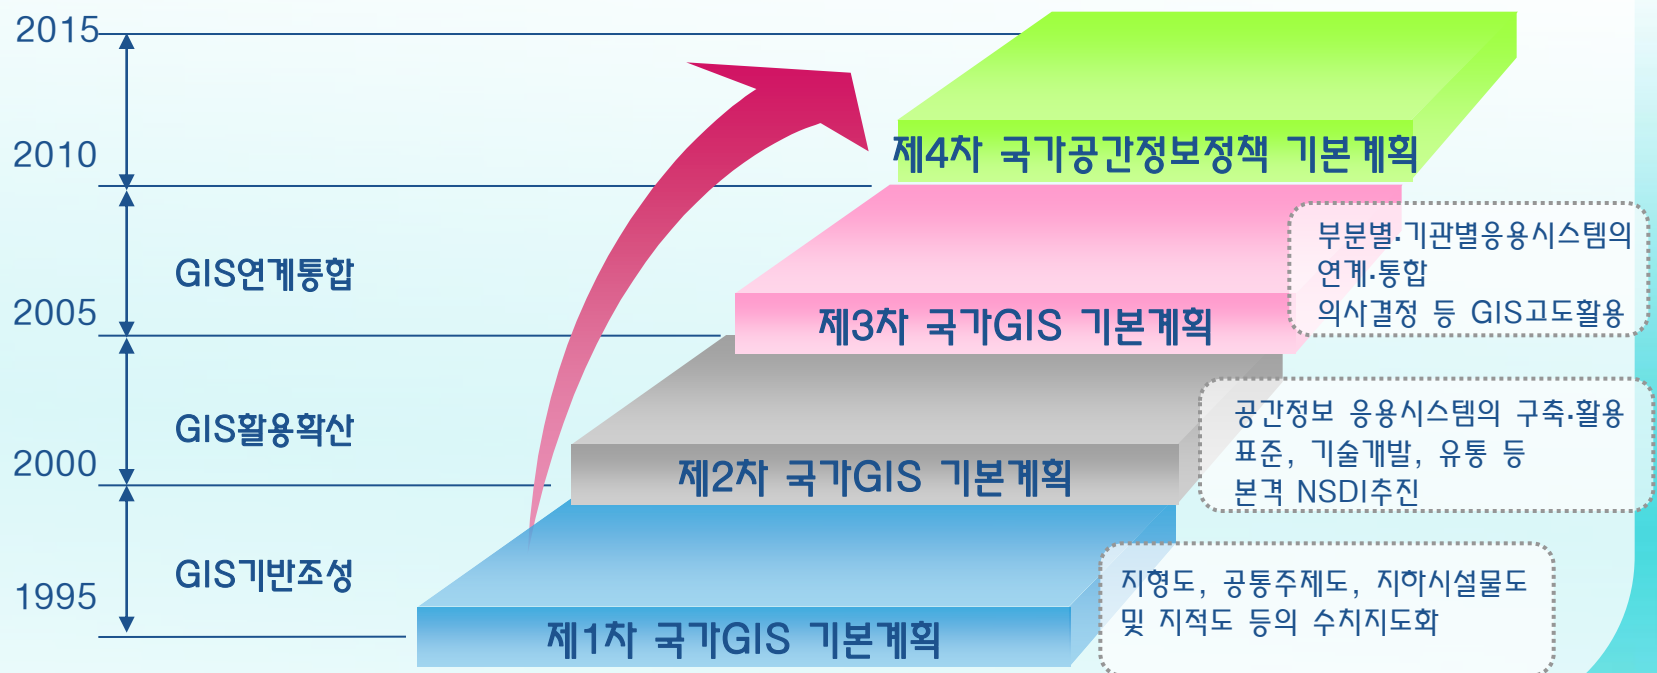 2015
제4차 국가공간정보정책 기본계획
2010
부분별·기관별응용시스템의
연계·통합
의사결정 등 GIS고도활용
GIS연계통합
제3차 국가GIS 기본계획
2005
공간정보 응용시스템의 구축·활용
표준, 기술개발, 유통 등
본격 NSDI추진
GIS활용확산
제2차 국가GIS 기본계획
2000
지형도, 공통주제도, 지하시설물도
및 지적도 등의 수치지도화
GIS기반조성
제1차 국가GIS 기본계획
1995